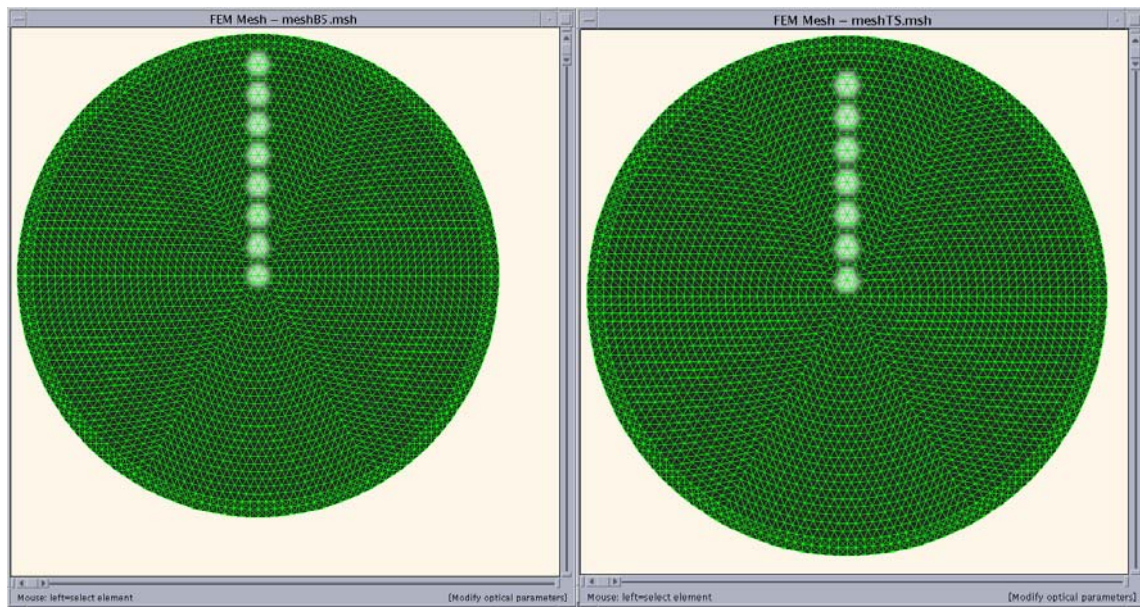 FEM Mesh – meshBS.msh
Mouse: left=select element
[Modify optical parameters]
FEM Mesh – meshTS.msh
Mouse: left=select element
[Modify optical parameters]